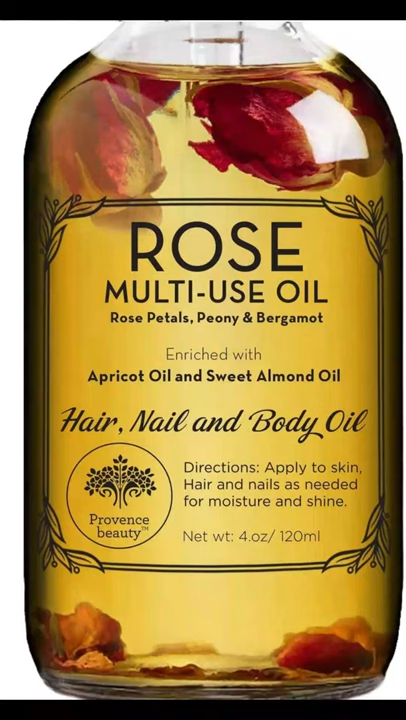 ROSE
MULTI-USE OIL
Rose Petals, Peony & Bergamot
Enriched with
Apricot Oil and Sweet Almond Oil
Hair, Nail and Body Oil
Directions: Apply to skin,
Hair and nails as needed
for moisture and shine.
Provence
beauty™
Net wt: 4.oz/ 120ml